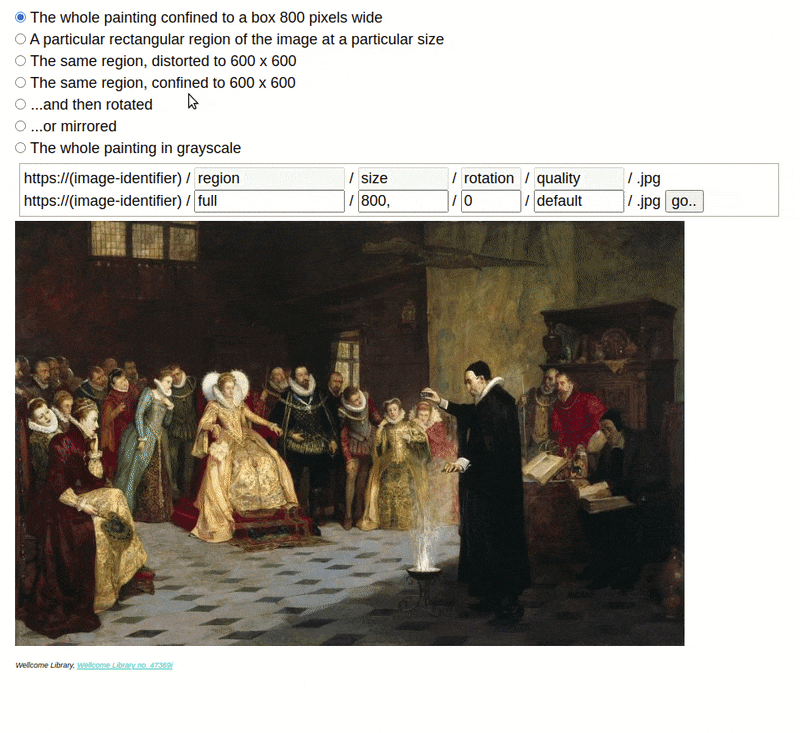 The whole painting confined to a box 800 pixels wide
A particular rectangular region of the image at a particular size
The same region, distorted to 600 x 600
The same region, confined to 600 x 600
...and then rotated
...or mirrored
The whole painting in grayscale
https://(image-identifier) / region / size / rotation / quality / .jpg
https://(image-identifier) / full / 800, / 0 / default / .jpg go..
Wellcome Library, Wellcome Library no. 47369i